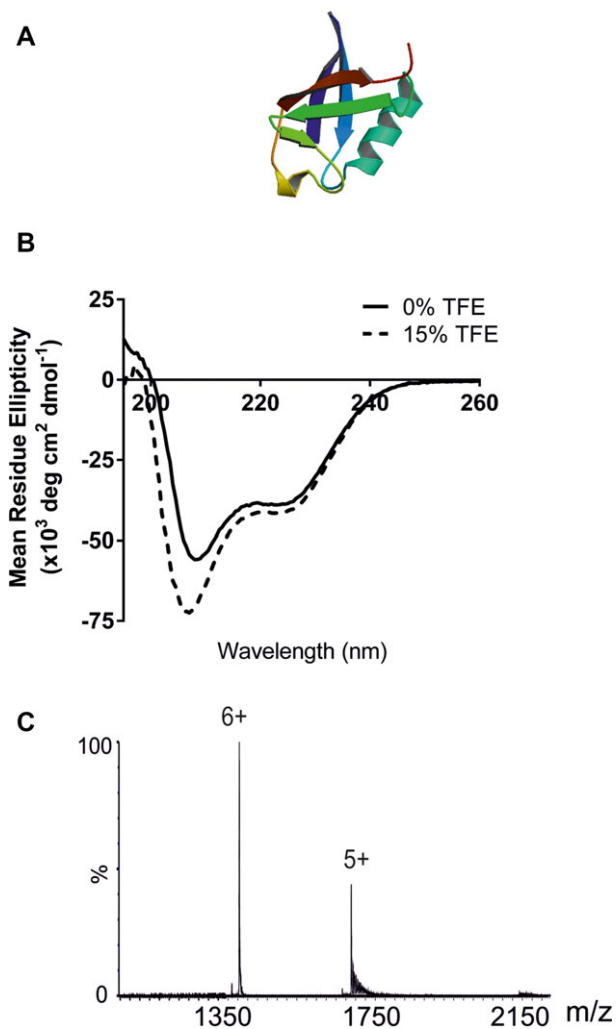 A
B
25
0% TFE
15% TFE
0
200 220 240 260
-25
-50
-75
Mean Residue Ellipticity
(x10³ deg cm² dmol⁻¹)
Wavelength (nm)
C
6+
100
5+
%
0
1350 1750 2150 m/z